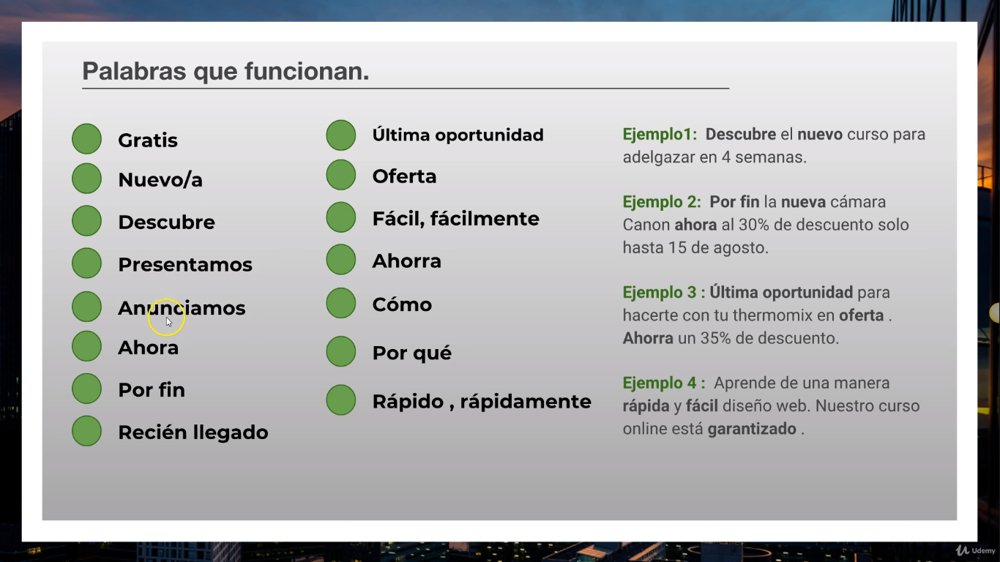 Palabras que funcionan.
Gratis
Nuevo/a
Descubre
Presentamos
Anunciamos
Ahora
Por fin
Recién llegado
Última oportunidad
Oferta
Fácil, fácilmente
Ahorra
Cómo
Por qué
Rápido , rápidamente
Ejemplo1: Descubre el nuevo curso para
adelgazar en 4 semanas.
Ejemplo 2: Por fin la nueva cámara
Canon ahora al 30% de descuento solo
hasta 15 de agosto.
Ejemplo 3 : Última oportunidad para
hacerte con tu thermomix en oferta .
Ahorra un 35% de descuento.
Ejemplo 4 : Aprende de una manera
rápida y fácil diseño web. Nuestro curso
online está garantizado .
Udemy